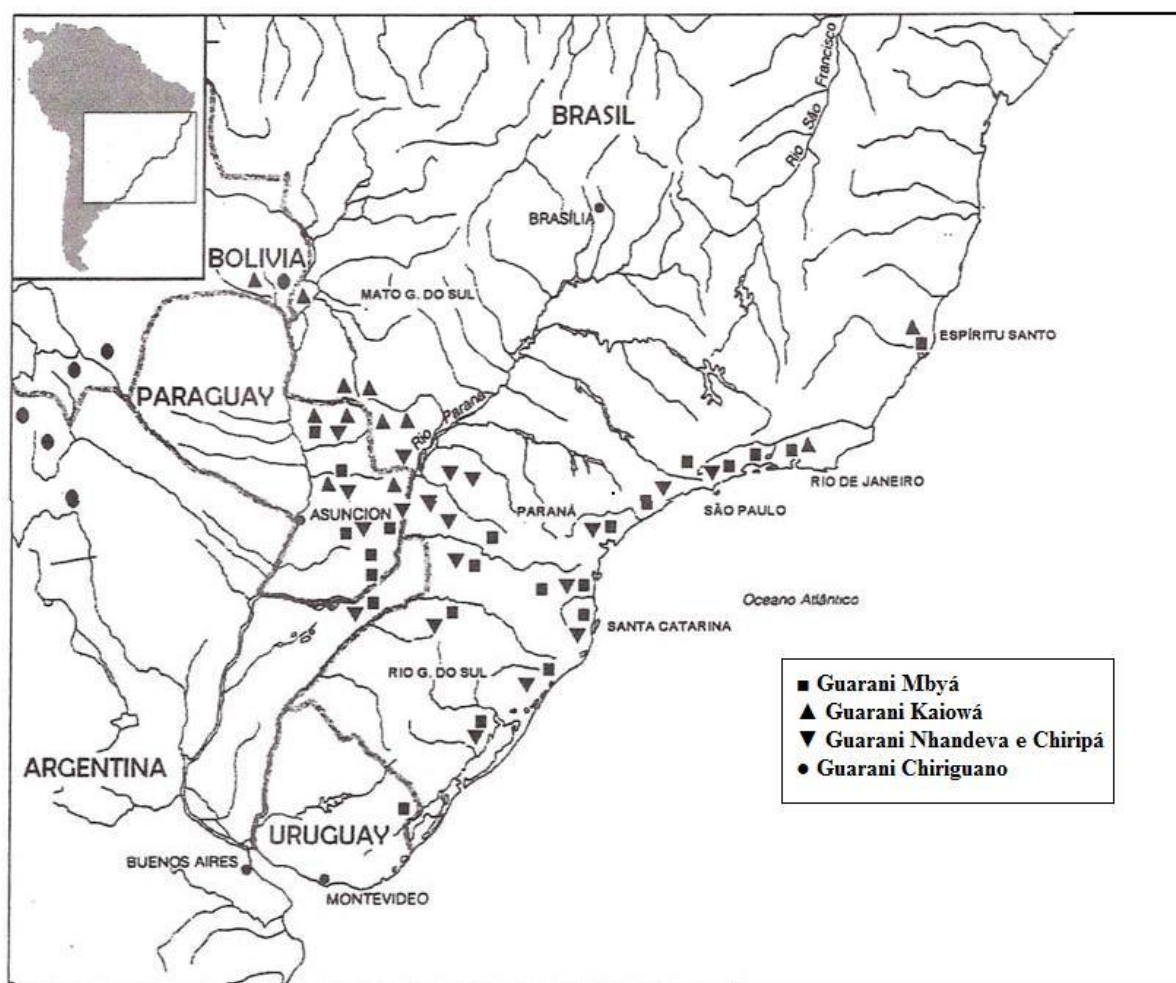 BRASIL
Rio São Francisco
BRASÍLIA
BOLIVIA
MATO G. DO SUL
ESPÍRITU SANTO
PARAGUAY
Rio Paraná
RIO DE JANEIRO
ASUNCION
PARANÁ
SÃO PAULO
Oceano Atlântico
SANTA CATARINA
RIO G. DO SUL
Guarani Mbyá
Guarani Kaiowá
Guarani Nhandeva e Chiripá
Guarani Chiriguano
ARGENTINA
URUGUAY
BUENOS AIRES
MONTEVIDEO